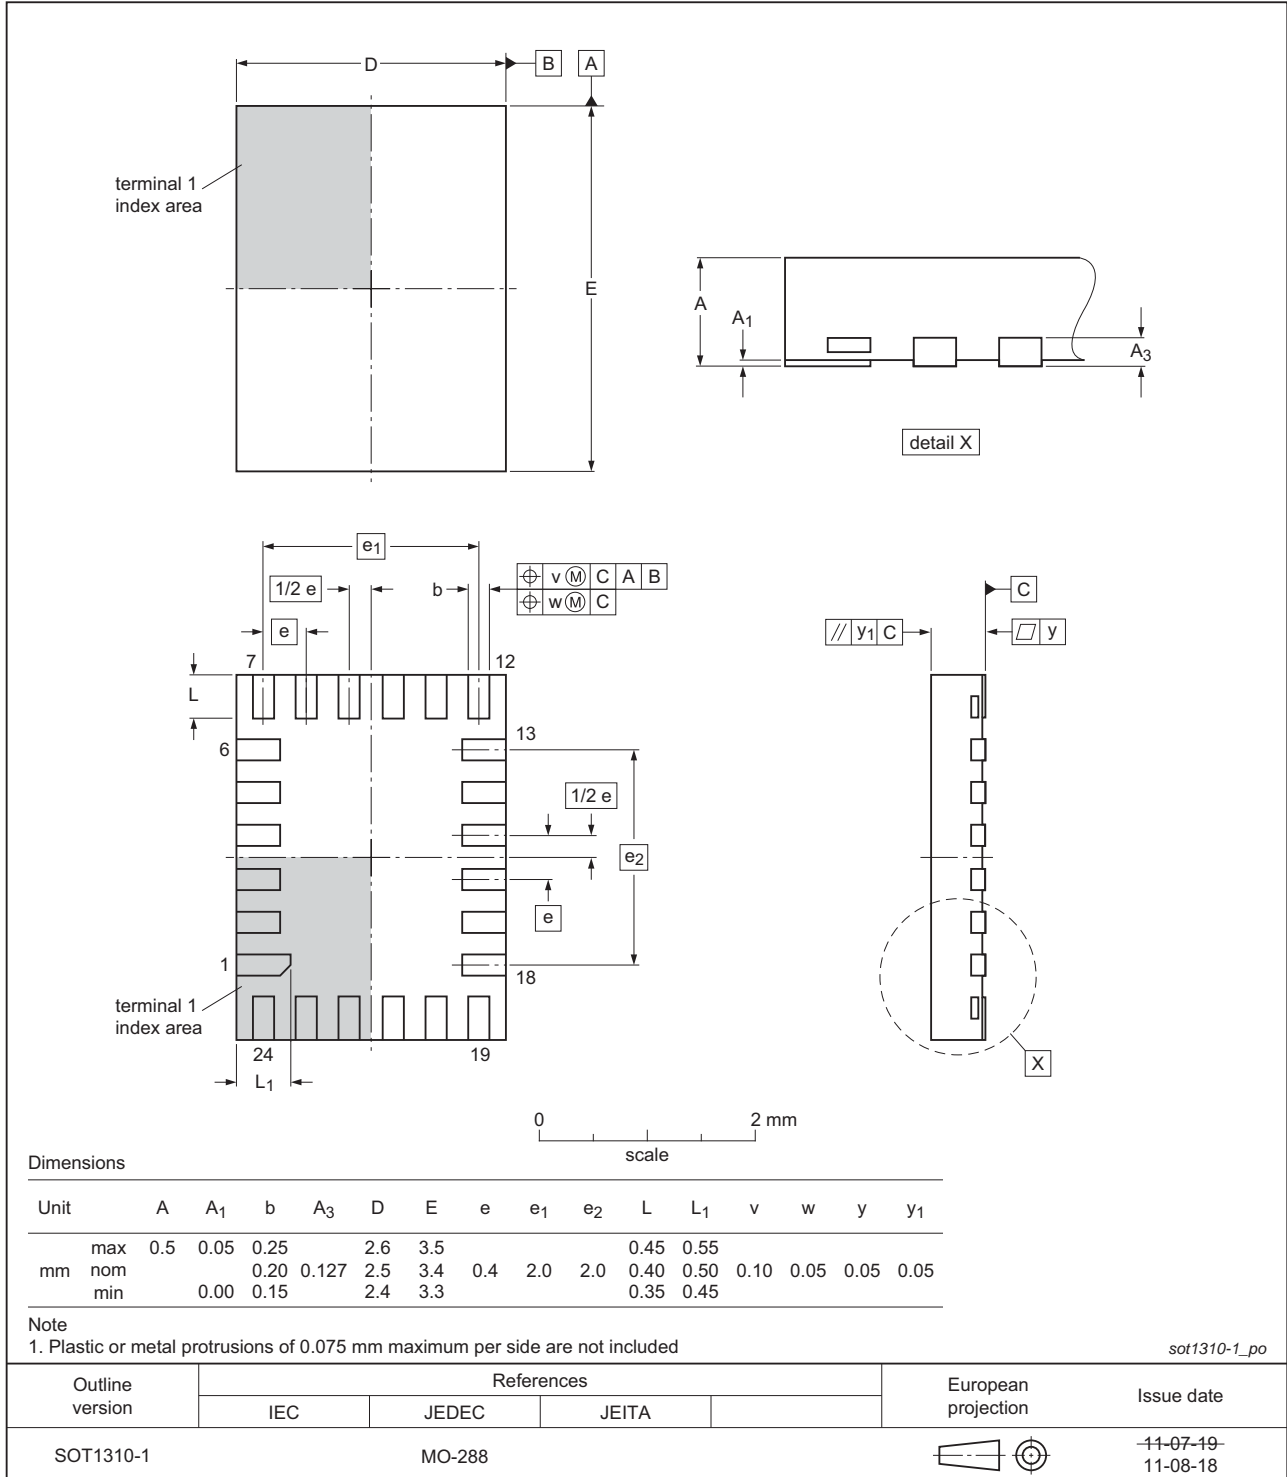 D
B
A
terminal 1
index area
E
A
A1
A3
detail X
e1
1/2 e
b
v M C A B
w M C
e
7
12
L
6
13
1/2 e
e2
e
1
18
terminal 1
index area
24
19
L1
C
// y1 C
y
X
0 2 mm
scale
Dimensions
Unit A A1 b A3 D E e e1 e2 L L1 v w y y1
max 0.5 0.05 0.25 2.6 3.5 0.45 0.55
mm nom 0.20 0.127 2.5 3.4 0.4 2.0 2.0 0.40 0.50 0.10 0.05 0.05 0.05
min 0.00 0.15 2.4 3.3 0.35 0.45
Note
1. Plastic or metal protrusions of 0.075 mm maximum per side are not included
sot1310-1_po
Outline
version
References
IEC JEDEC JEITA
European
projection
Issue date
SOT1310-1 MO-288
11-07-19
11-08-18